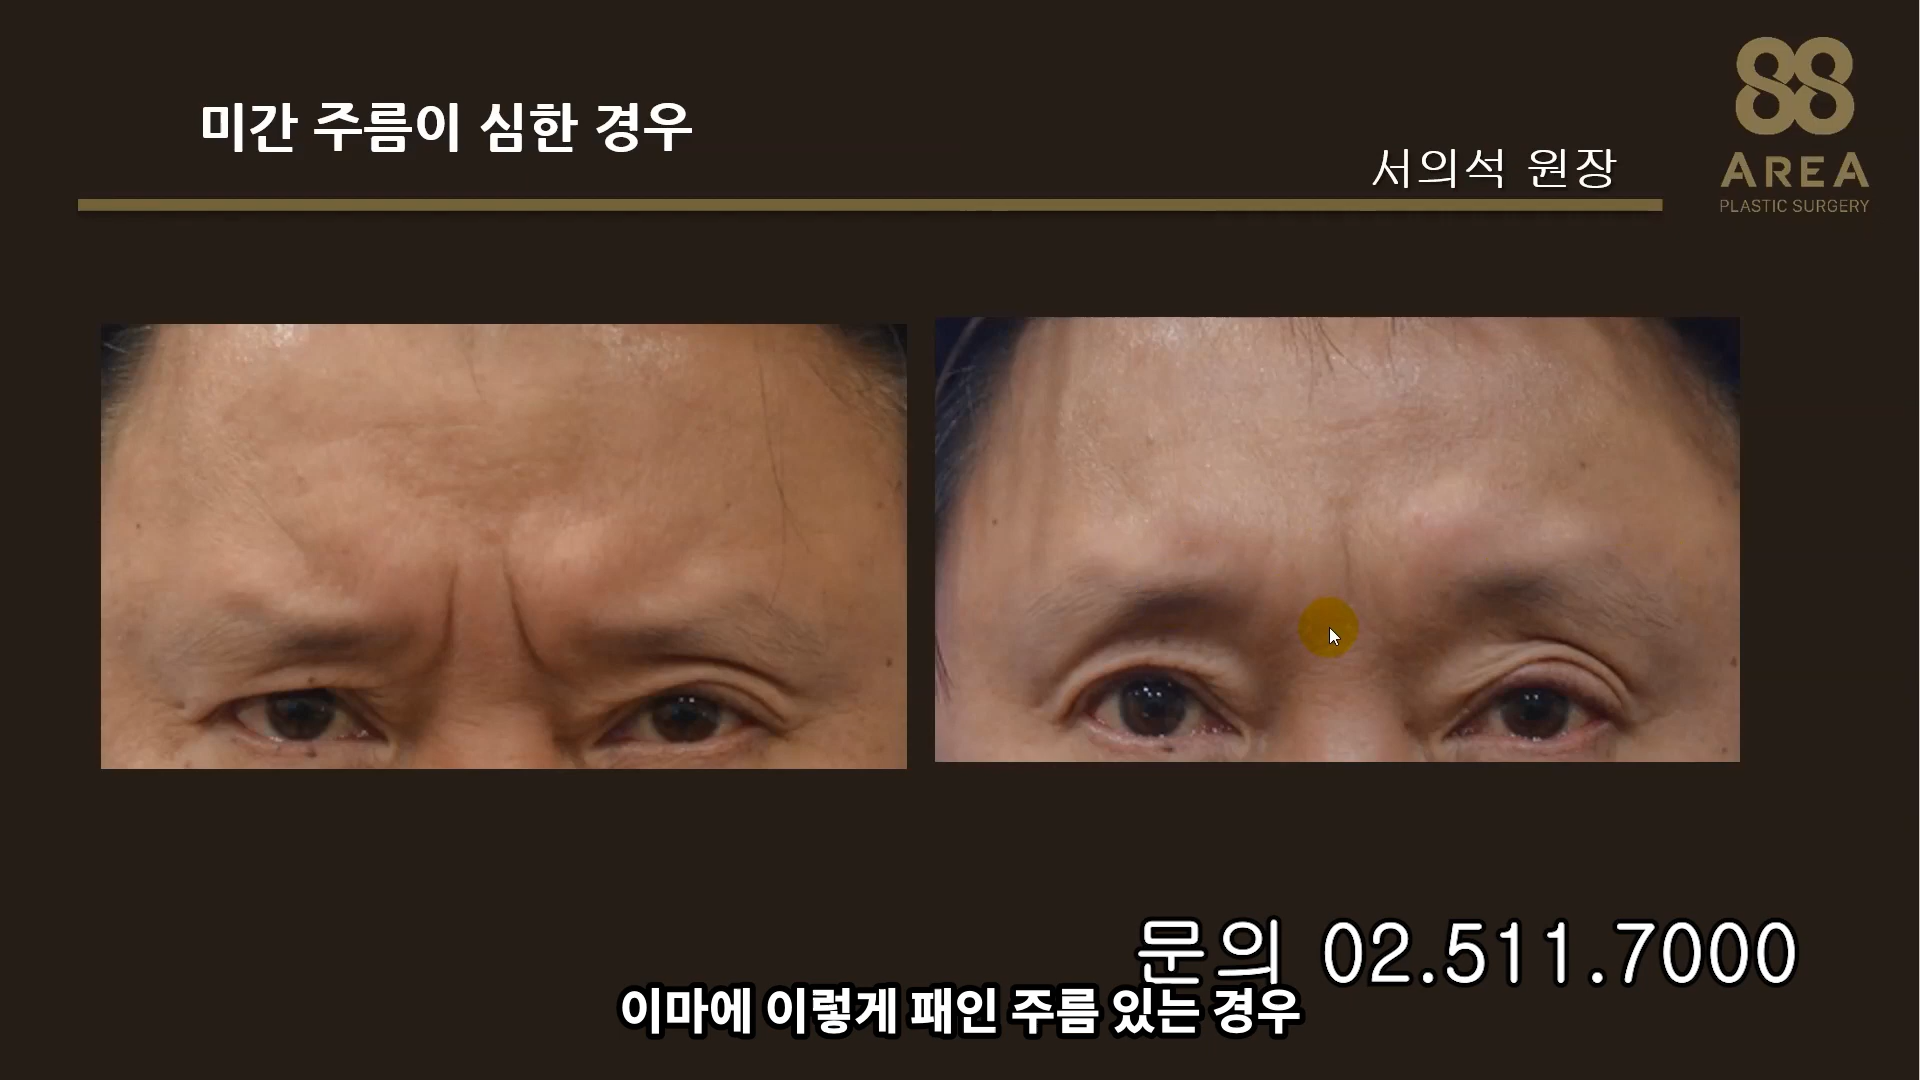 미간 주름이 심한 경우
서의석 원장
88
AREA
PLASTIC SURGERY
문의 02.511.7000
이마에 이렇게 패인 주름 있는 경우